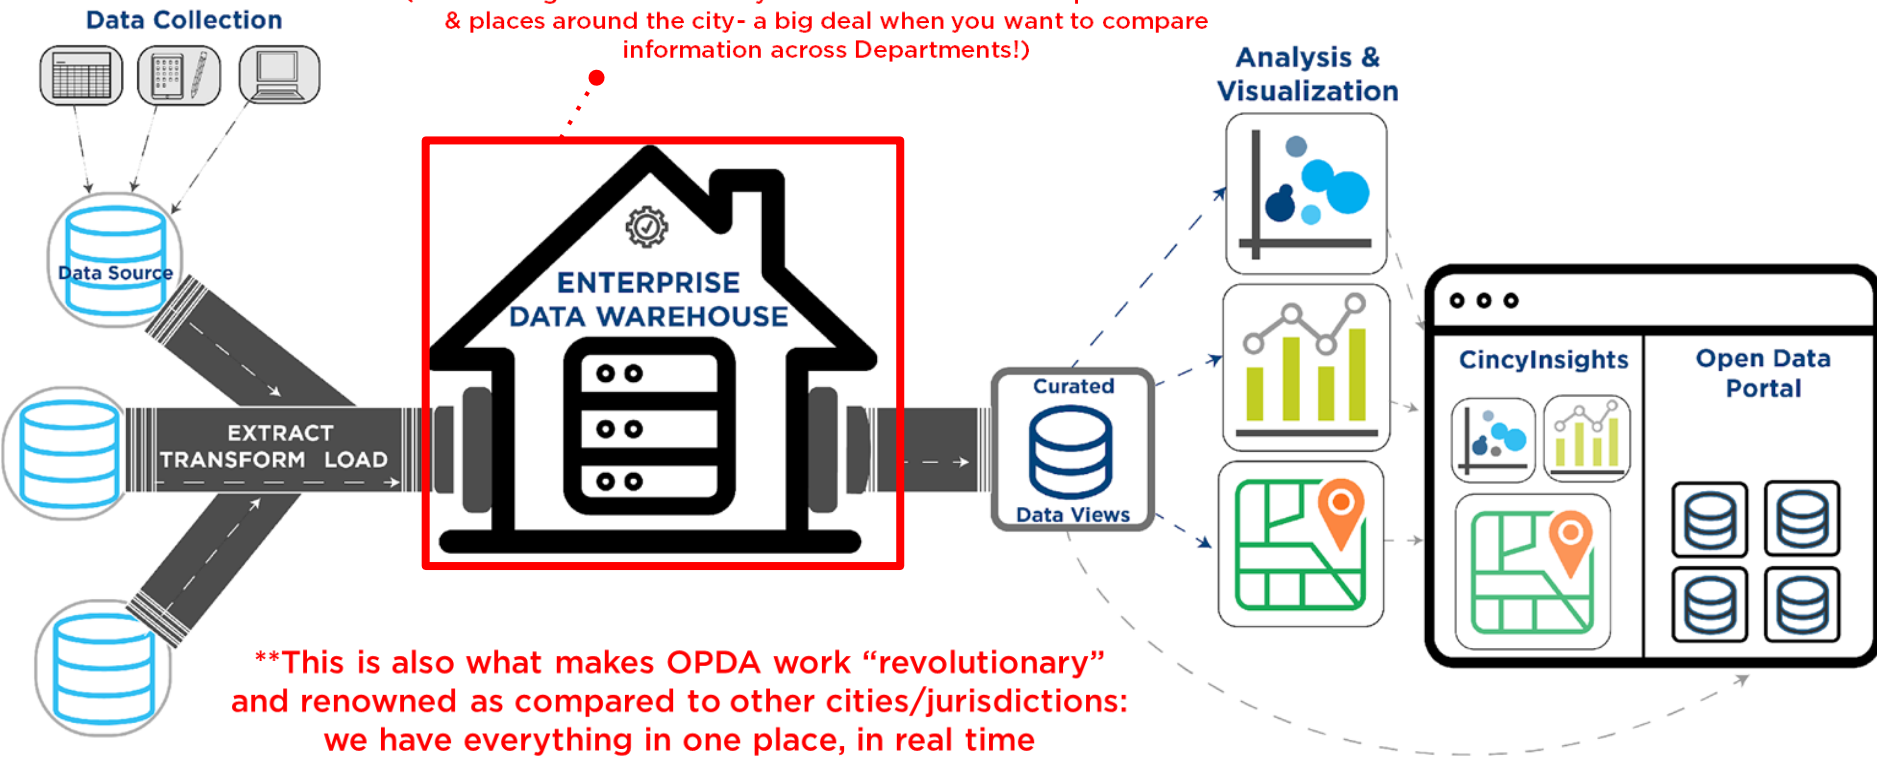 Data Collection
& places around the city- a big deal when you want to compare
information across Departments!)
Analysis &
Visualization
Data Source
ENTERPRISE
DATA WAREHOUSE
EXTRACT
TRANSFORM LOAD
Curated
Data Views
CincyInsights
Open Data
Portal
**This is also what makes OPDA work “revolutionary”
and renowned as compared to other cities/jurisdictions:
we have everything in one place, in real time